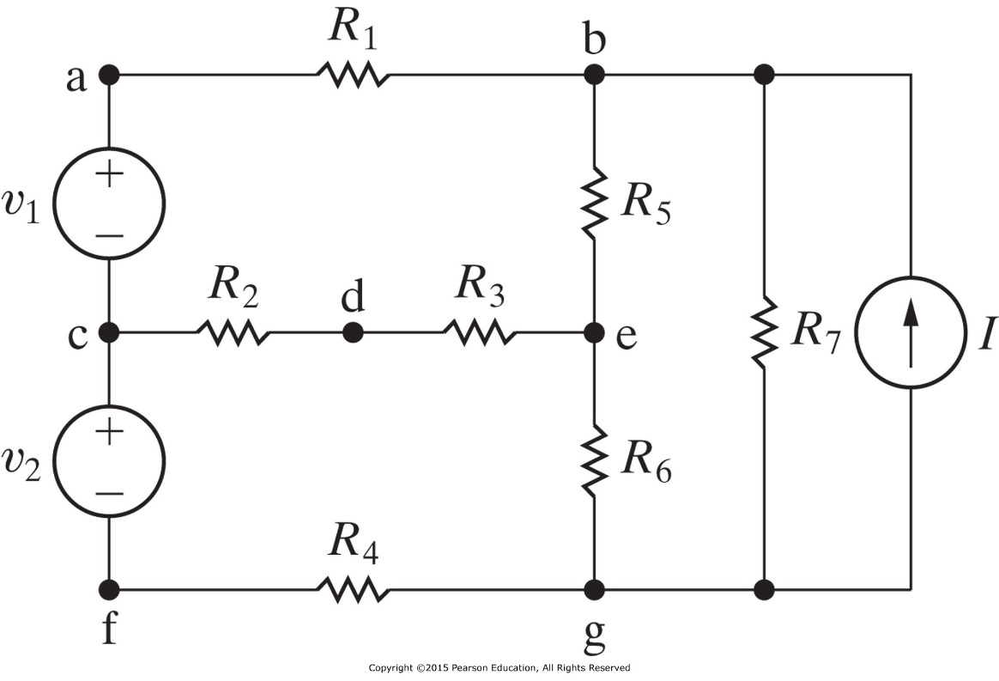 R1
a
b
+
v1
−
R5
R2
d
R3
c
e
R7
I
+
v2
−
R6
R4
f
g
Copyright ©2015 Pearson Education, All Rights Reserved